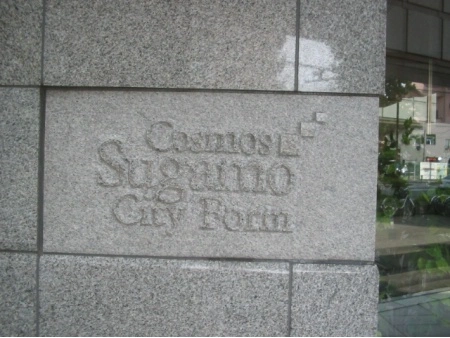 Cosmos
Sugamo
City Form